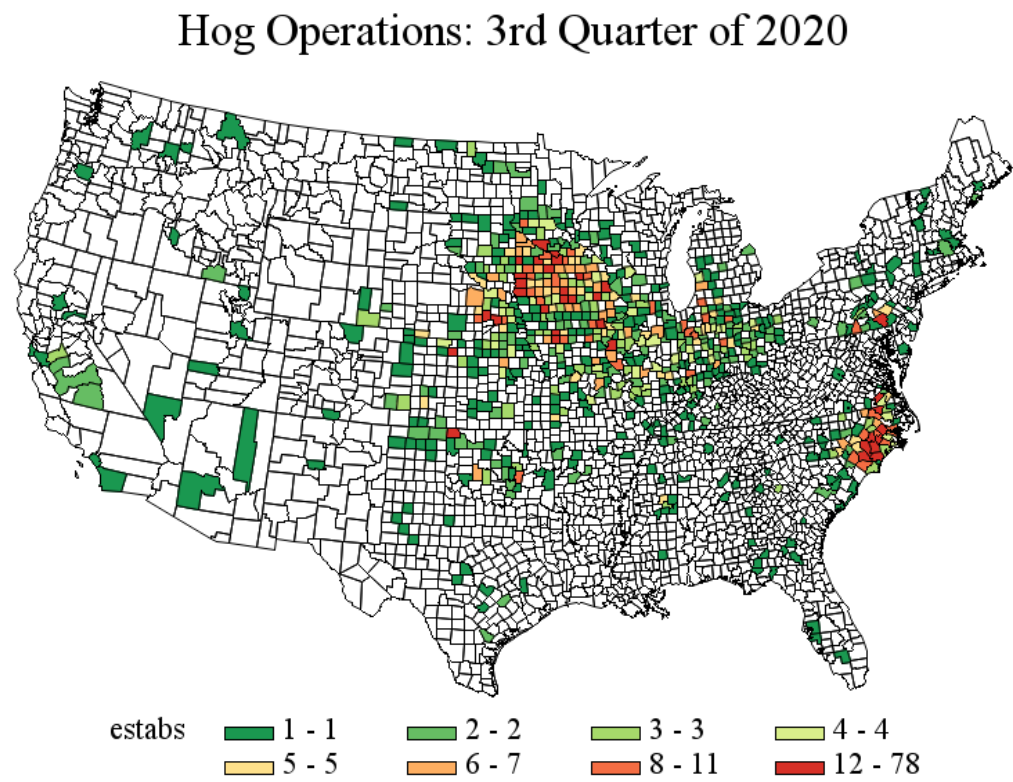 Hog Operations: 3rd Quarter of 2020
estabs 1 - 1 2 - 2 3 - 3 4 - 4
5 - 5 6 - 7 8 - 11 12 - 78